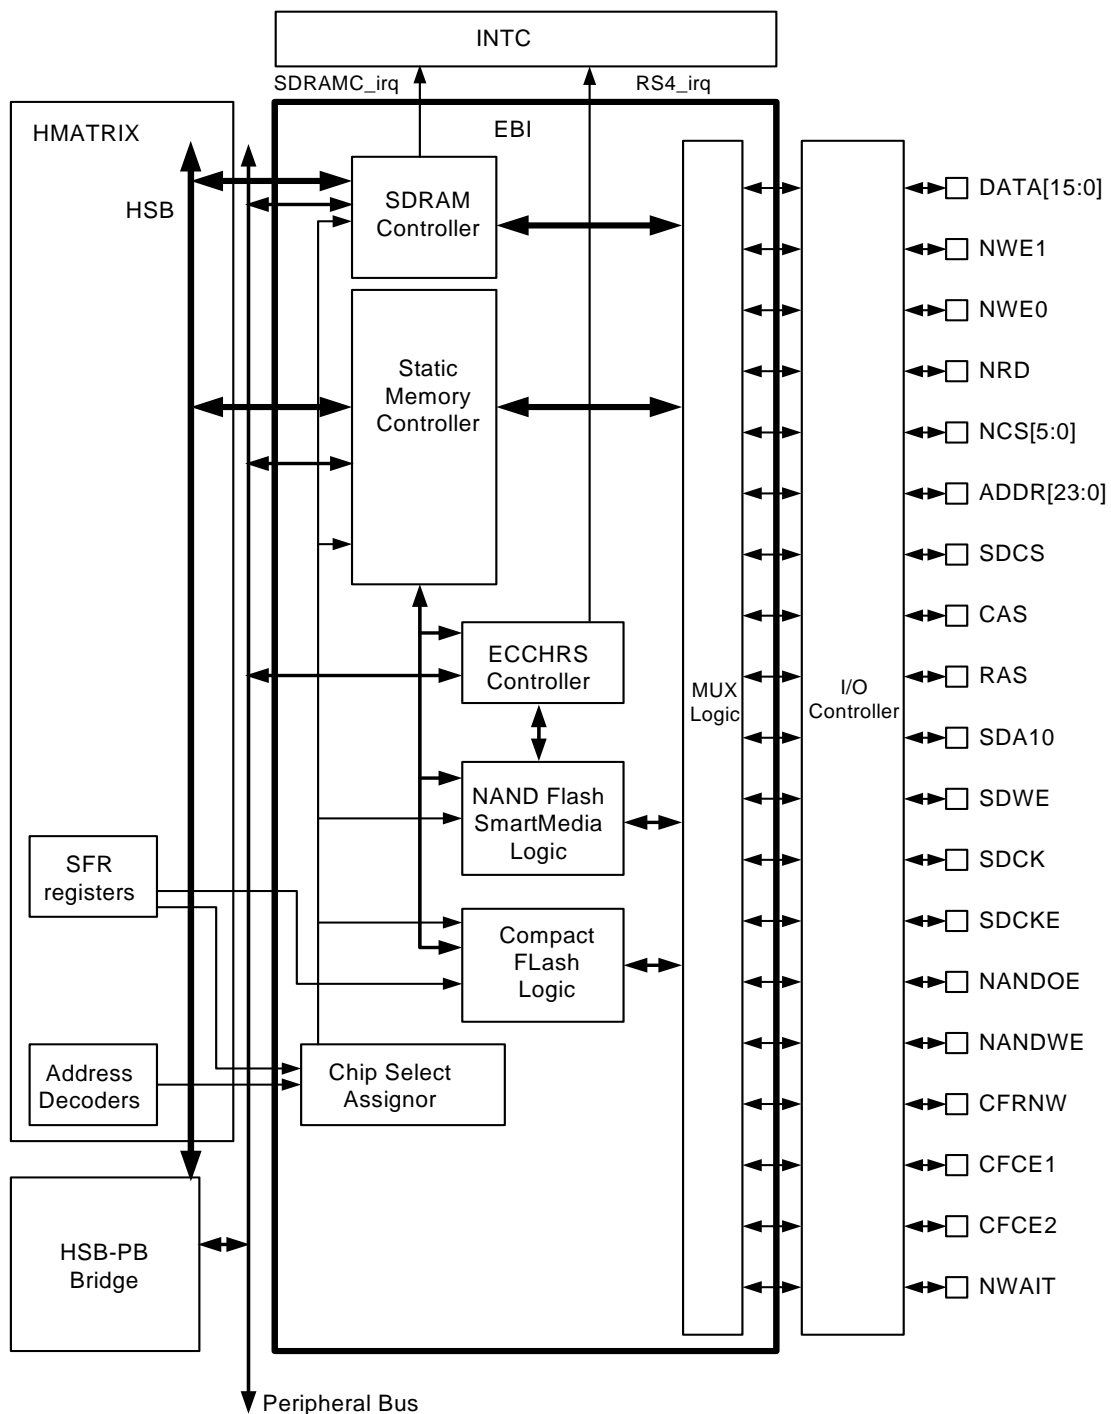 INTC
SDRAMC_irq
RS4_irq
HMATRIX
EBI
HSB
SDRAM
Controller
DATA[15:0]
NWE1
NWE0
Static
Memory
Controller
NRD
NCS[5:0]
ADDR[23:0]
SDCS
CAS
ECCHRS
Controller
MUX
Logic
I/O
Controller
RAS
SDA10
NAND Flash
SmartMedia
Logic
SDWE
SDCK
SFR
registers
SDCKE
Compact
FLash
Logic
NANDOE
NANDWE
Address
Decoders
Chip Select
Assignor
CFRNW
CFCE1
CFCE2
HSB-PB
Bridge
NWAIT
Peripheral Bus